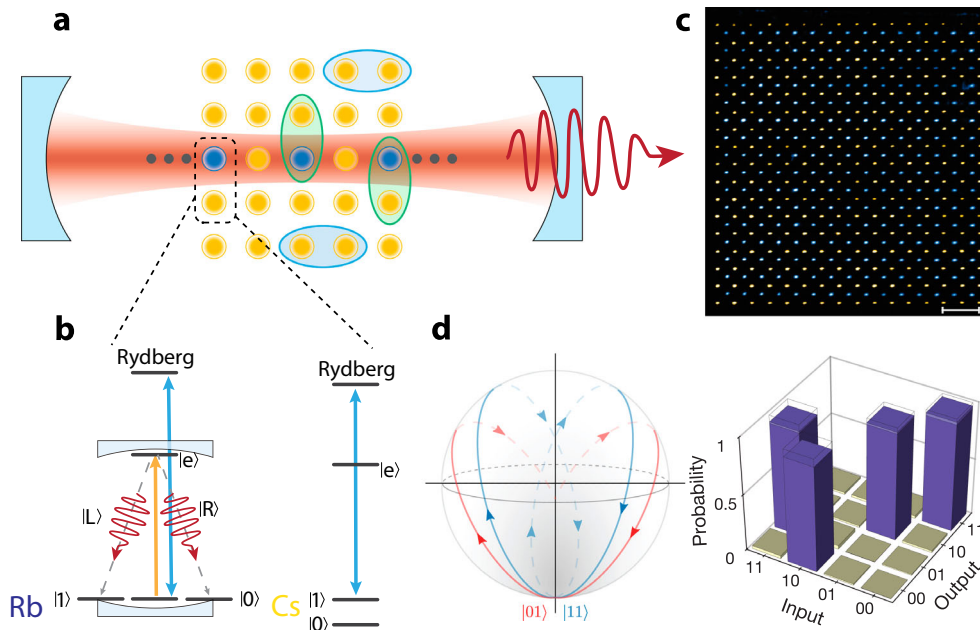 a
c
b
Rydberg
|e⟩
|L⟩
|R⟩
|1⟩
|0⟩
Rb
Rydberg
|e⟩
|1⟩
|0⟩
Cs
d
|01⟩
|11⟩
Probability
1
0.5
0
11
10
01
00
Input
00
01
10
11
Output